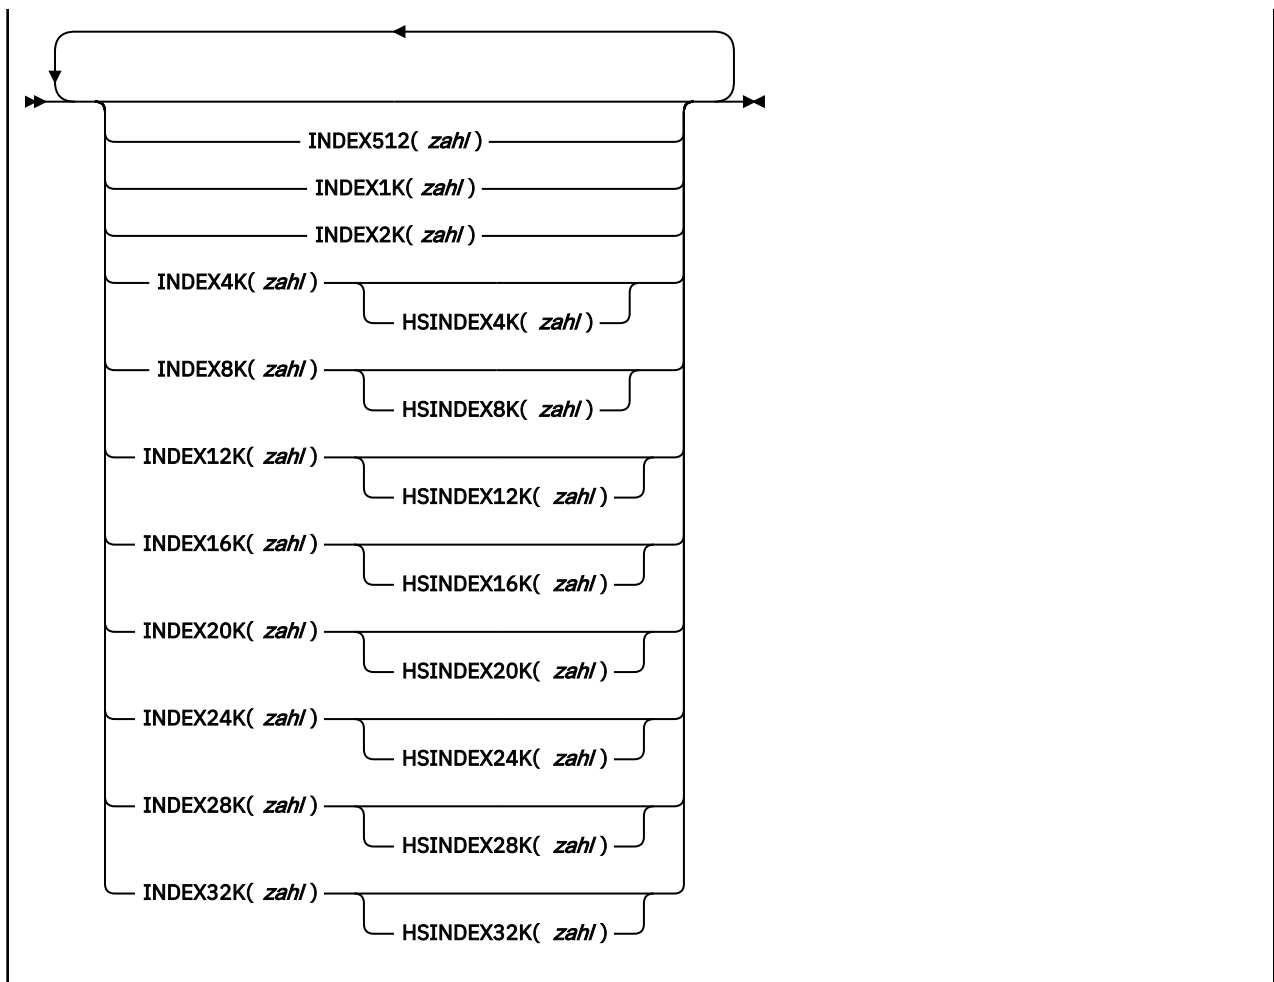 INDEX512( zahl )
INDEX1K( zahl )
INDEX2K( zahl )
INDEX4K( zahl )
HSINDEX4K( zahl )
INDEX8K( zahl )
HSINDEX8K( zahl )
INDEX12K( zahl )
HSINDEX12K( zahl )
INDEX16K( zahl )
HSINDEX16K( zahl )
INDEX20K( zahl )
HSINDEX20K( zahl )
INDEX24K( zahl )
HSINDEX24K( zahl )
INDEX28K( zahl )
HSINDEX28K( zahl )
INDEX32K( zahl )
HSINDEX32K( zahl )